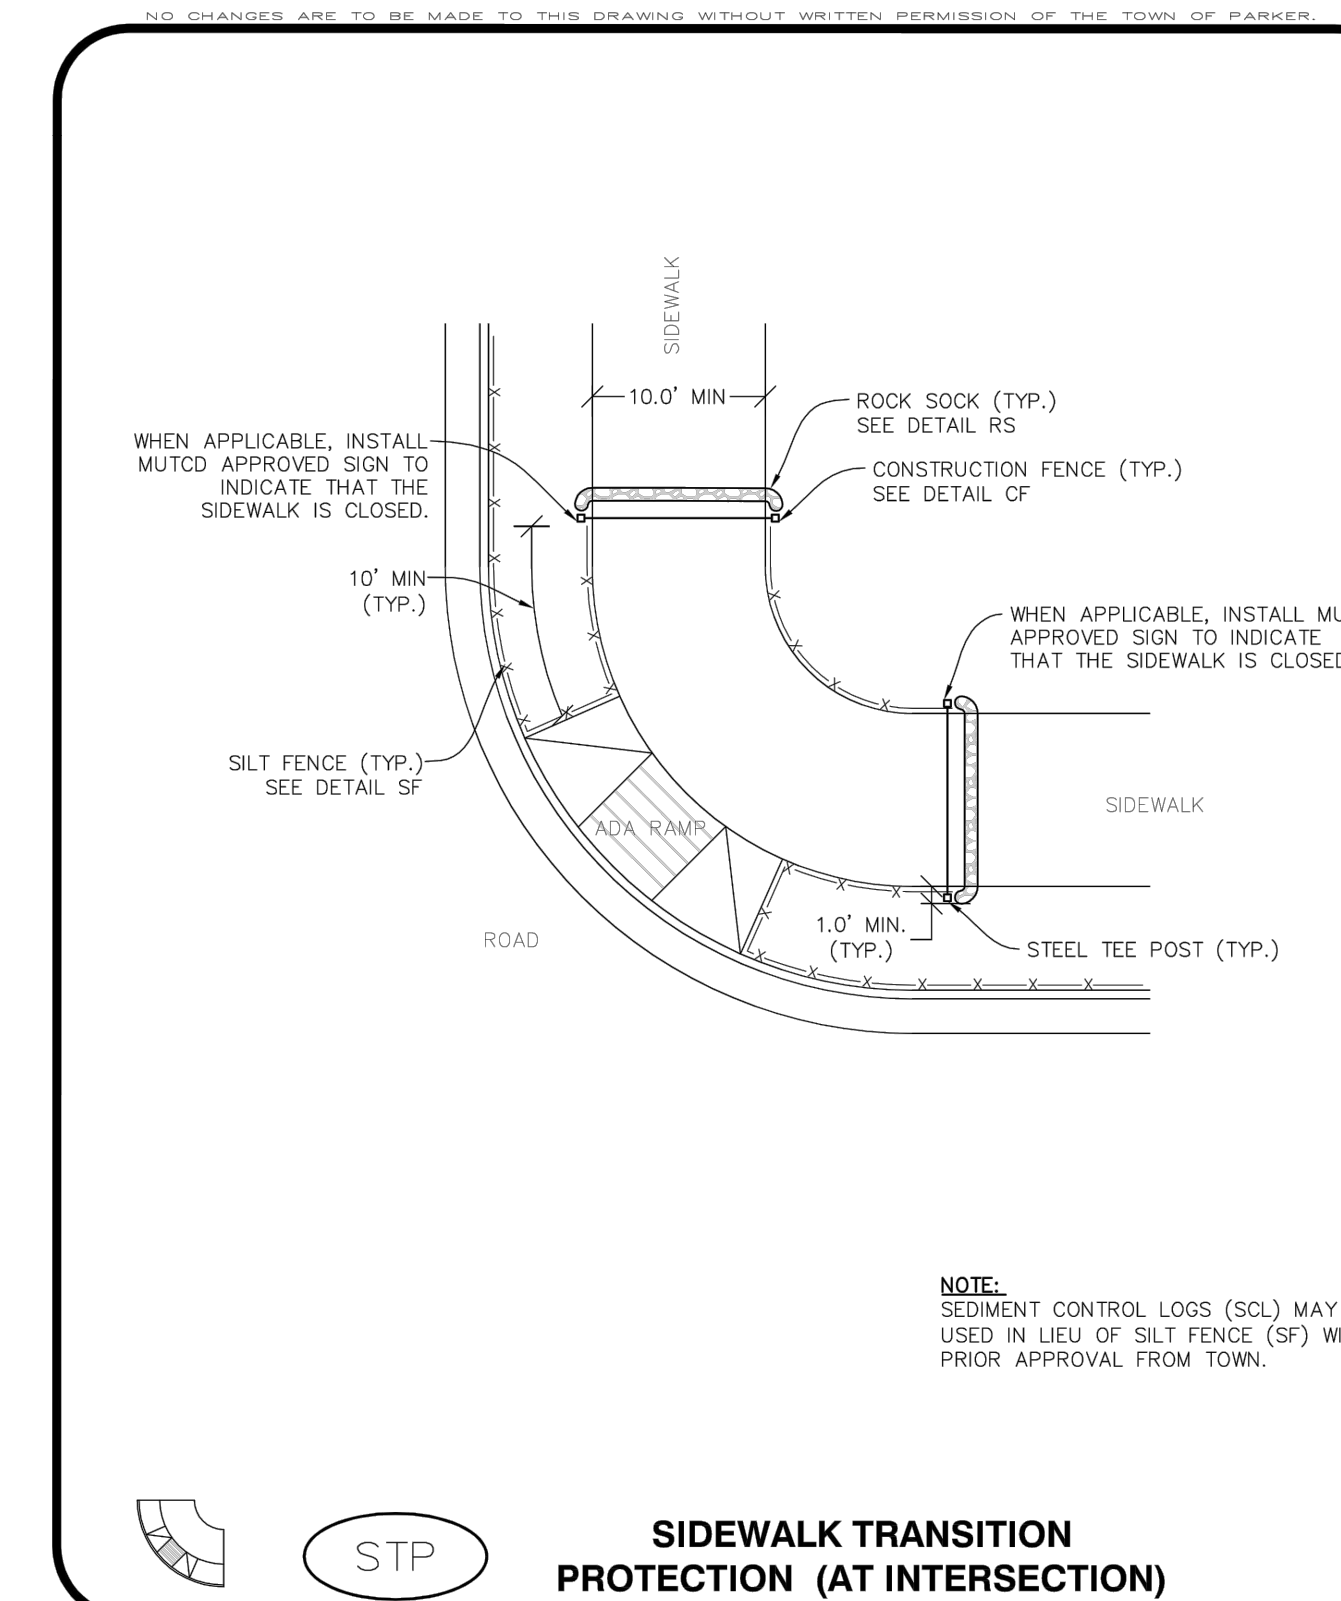 NO CHANGES ARE TO BE MADE TO THIS DRAWING WITHOUT WRITTEN PERMISSION OF THE TOWN OF PARKER.
SIDEWALK
10.0' MIN
ROCK SOCK (TYP.)
SEE DETAIL RS
WHEN APPLICABLE, INSTALL
MUTCD APPROVED SIGN TO
INDICATE THAT THE
SIDEWALK IS CLOSED.
CONSTRUCTION FENCE (TYP.)
SEE DETAIL CF
10' MIN
(TYP.)
WHEN APPLICABLE, INSTALL MU
APPROVED SIGN TO INDICATE
THAT THE SIDEWALK IS CLOSED
SILT FENCE (TYP.)
SEE DETAIL SF
SIDEWALK
ADA RAMP
1.0' MIN.
(TYP.)
ROAD
STEEL TEE POST (TYP.)
NOTE:
SEDIMENT CONTROL LOGS (SCL) MAY
USED IN LIEU OF SILT FENCE (SF) WI
PRIOR APPROVAL FROM TOWN.
STP
SIDEWALK TRANSITION
PROTECTION (AT INTERSECTION)